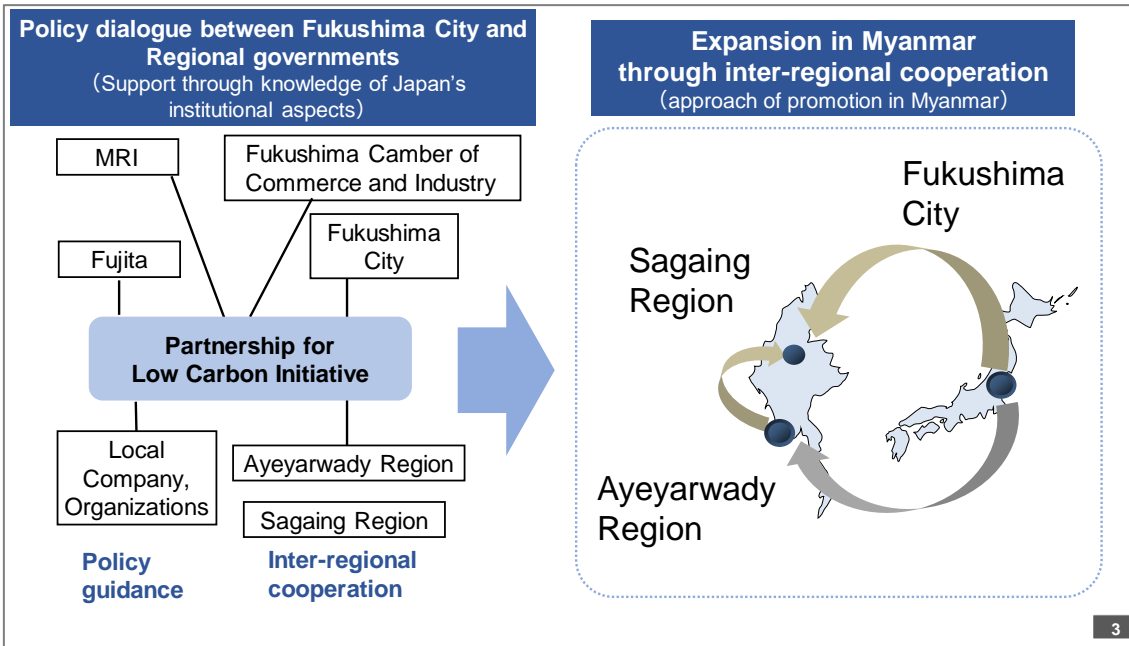 Policy dialogue between Fukushima City and
Regional governments
（Support through knowledge of Japan's
institutional aspects）
MRI
Fukushima Camber of
Commerce and Industry
Fujita
Fukushima
City
Partnership for
Low Carbon Initiative
Local
Company,
Organizations
Ayeyarwady Region
Sagaing Region
Policy
guidance
Inter-regional
cooperation
Expansion in Myanmar
through inter-regional cooperation
（approach of promotion in Myanmar）
Fukushima
City
Sagaing
Region
Ayeyarwady
Region
3